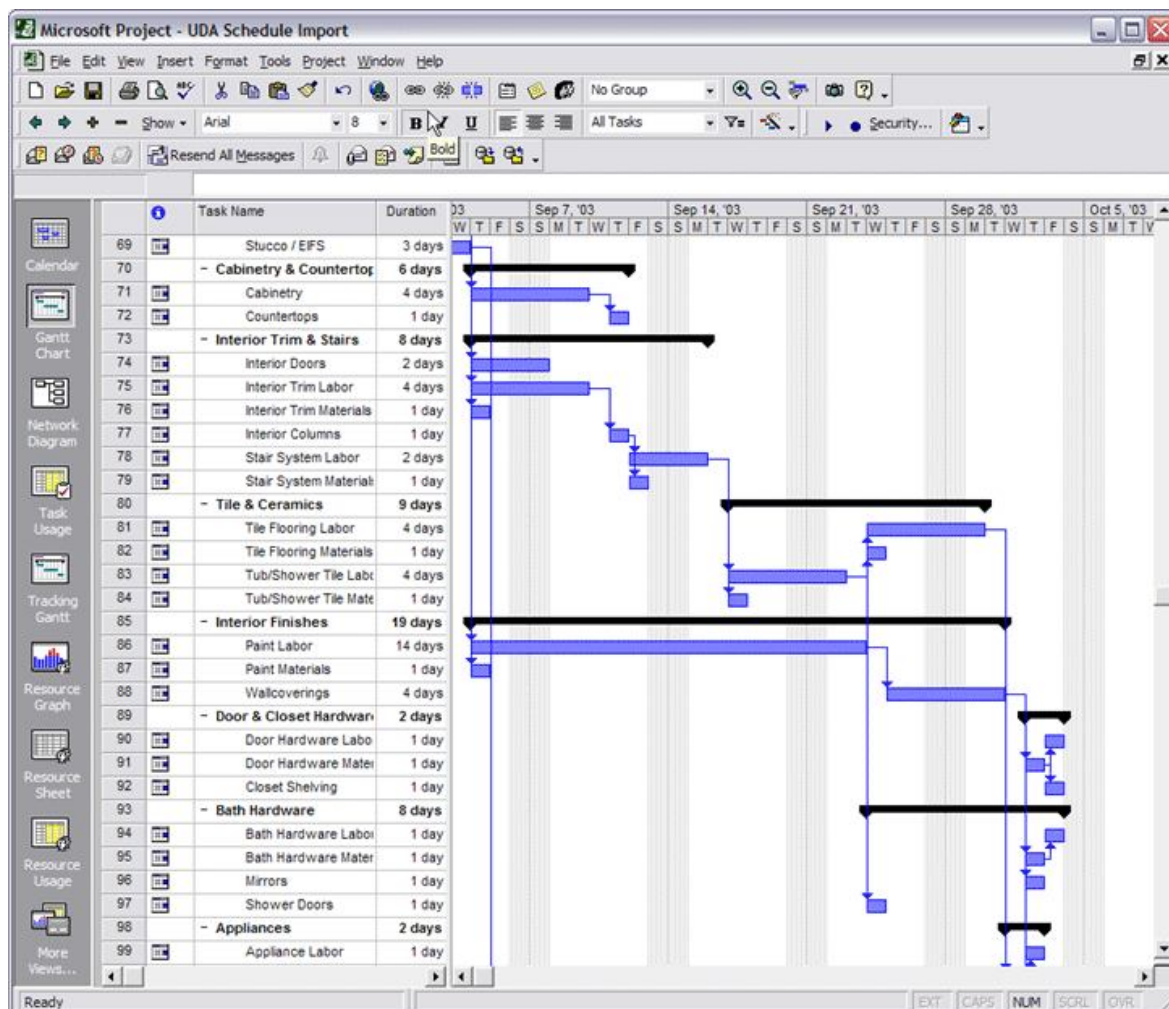 Microsoft Project - UDA Schedule Import
File Edit View Insert Format Tools Project Window Help
No Group
Show Arial 8 B I U All Tasks Security...
Resend All Messages
Bold
Task Name Duration 03 Sep 7, '03 Sep 14, '03 Sep 21, '03 Sep 28, '03 Oct 5, '03
W T F S S M T W T F S S M T W T F S S M T W T F S S M T W T F S S M T W
69 Stucco / EIFS 3 days
70 - Cabinetry & Countertop 6 days
71 Cabinetry 4 days
72 Countertops 1 day
73 - Interior Trim & Stairs 8 days
74 Interior Doors 2 days
75 Interior Trim Labor 4 days
76 Interior Trim Materials 1 day
77 Interior Columns 1 day
78 Stair System Labor 2 days
79 Stair System Material 1 day
80 - Tile & Ceramics 9 days
81 Tile Flooring Labor 4 days
82 Tile Flooring Materials 1 day
83 Tub/Shower Tile Labo 4 days
84 Tub/Shower Tile Mate 1 day
85 - Interior Finishes 19 days
86 Paint Labor 14 days
87 Paint Materials 1 day
88 Wallcoverings 4 days
89 - Door & Closet Hardware 2 days
90 Door Hardware Labo 1 day
91 Door Hardware Mater 1 day
92 Closet Shelving 1 day
93 - Bath Hardware 8 days
94 Bath Hardware Labor 1 day
95 Bath Hardware Mater 1 day
96 Mirrors 1 day
97 Shower Doors 1 day
98 - Appliances 2 days
99 Appliance Labor 1 day
Calendar
Gantt
Chart
Network
Diagram
Task
Usage
Tracking
Gantt
Resource
Graph
Resource
Sheet
Resource
Usage
More
Views...
Ready EXT CAPS NUM SCRL OVR